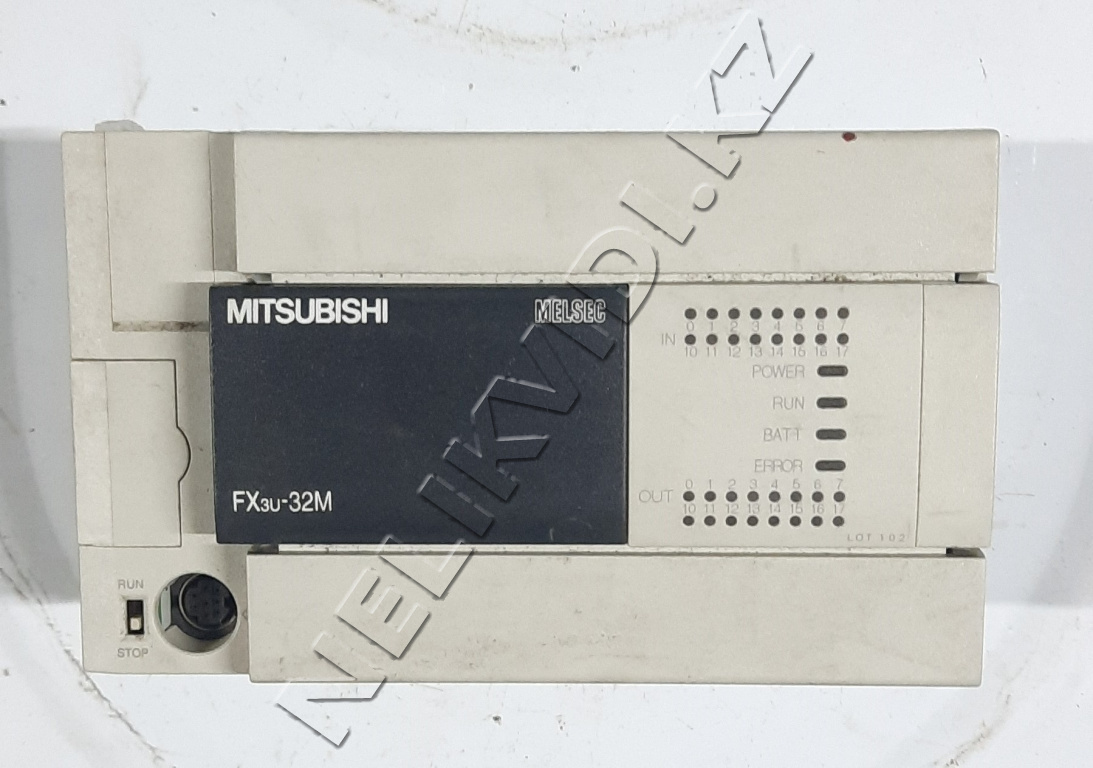 MITSUBISHI MELSEC
0 1 2 3 4 5 6 7
IN
10 11 12 13 14 15 16 17
POWER
RUN
BATT
ERROR
FX3U-32M
0 1 2 3 4 5 6 7
OUT
10 11 12 13 14 15 16 17
LOT 102
RUN
STOP
NELIKVIDI.KZ